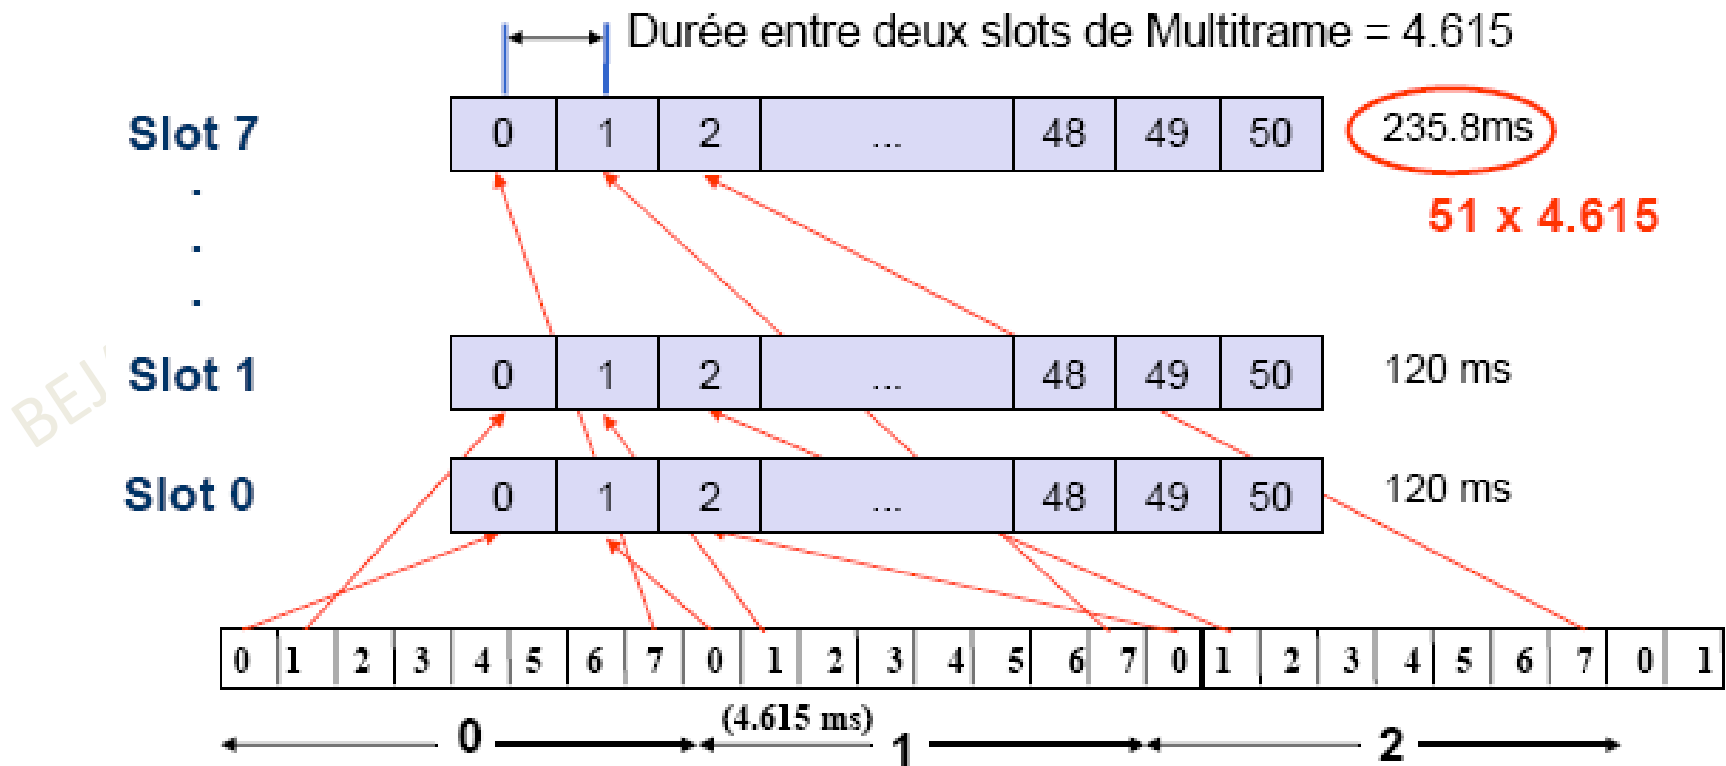 Durée entre deux slots de Multitrame = 4.615
Slot 7 0 1 2 ... 48 49 50 235.8ms
51 x 4.615
Slot 1 0 1 2 ... 48 49 50 120 ms
BEJ
Slot 0 0 1 2 ... 48 49 50 120 ms
0 1 2 3 4 5 6 7 0 1 2 3 4 5 6 7 0 1 2 3 4 5 6 7 0 1
(4.615 ms)
0 1 2